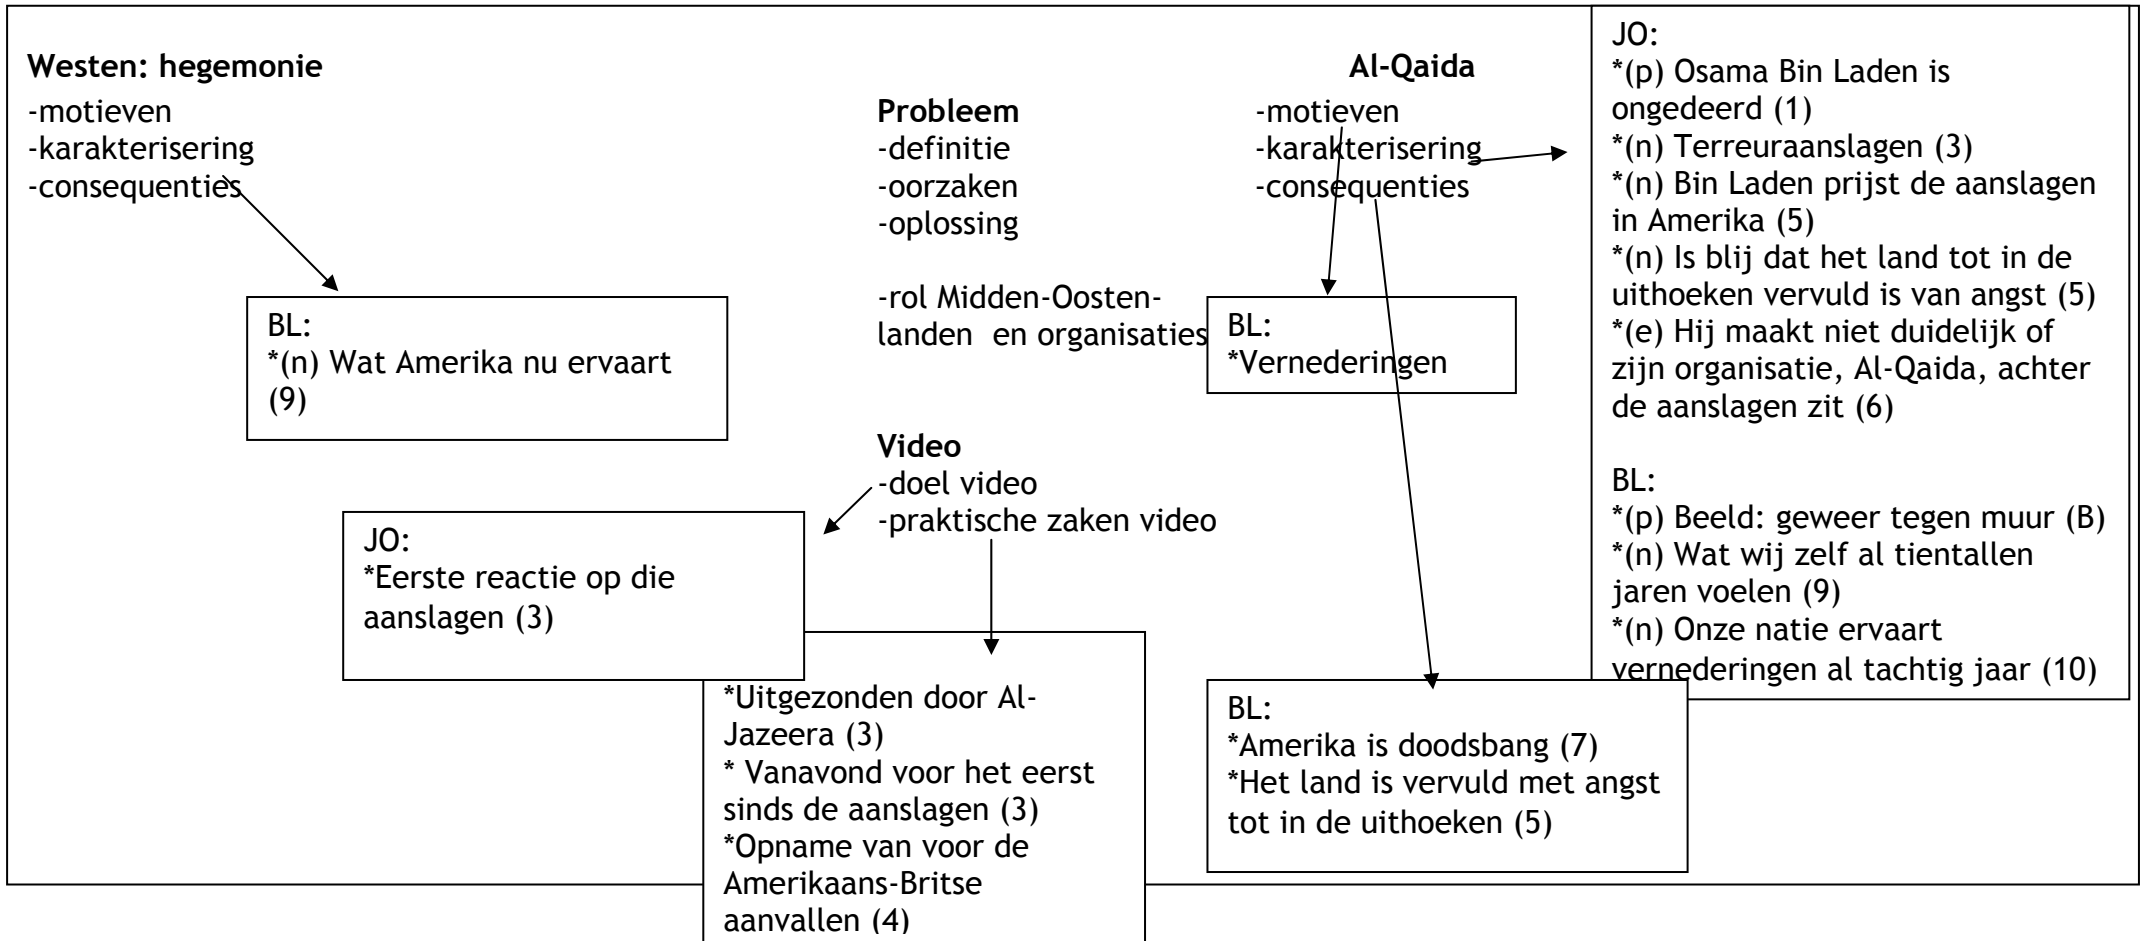 Westen: hegemonie
-motieven
-karakterisering
-consequenties
BL:
*(n) Wat Amerika nu ervaart
(9)
Probleem
-definitie
-oorzaken
-oplossing
-rol Midden-Oosten-
landen en organisaties
Video
-doel video
-praktische zaken video
JO:
*Eerste reactie op die
aanslagen (3)
*Uitgezonden door Al-
Jazeera (3)
* Vanavond voor het eerst
sinds de aanslagen (3)
*Opname van voor de
Amerikaans-Britse
aanvallen (4)
Al-Qaida
-motieven
-karakterisering
-consequenties
BL:
*Vernederingen
BL:
*Amerika is doodsbang (7)
*Het land is vervuld met angst
tot in de uithoeken (5)
JO:
*(p) Osama Bin Laden is
ongedeerd (1)
*(n) Terreuraanslagen (3)
*(n) Bin Laden prijst de aanslagen
in Amerika (5)
*(n) Is blij dat het land tot in de
uithoeken vervuld is van angst (5)
*(e) Hij maakt niet duidelijk of
zijn organisatie, Al-Qaida, achter
de aanslagen zit (6)
BL:
*(p) Beeld: geweer tegen muur (B)
*(n) Wat wij zelf al tientallen
jaren voelen (9)
*(n) Onze natie ervaart
vernederingen al tachtig jaar (10)